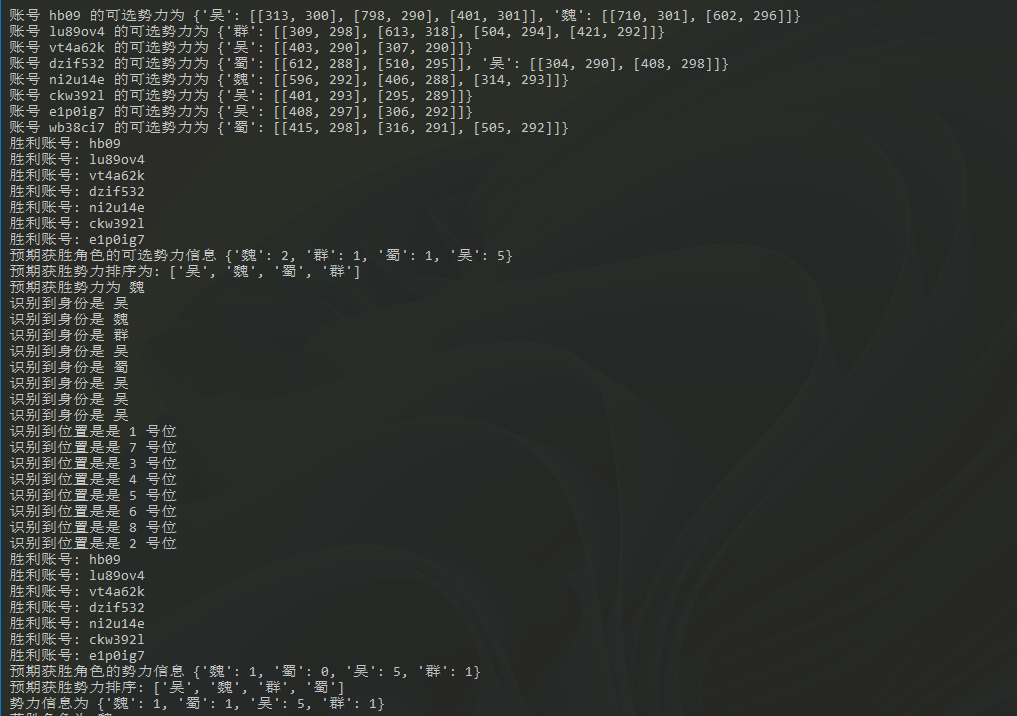 账号 hb09 的可选势力为 {'吴': [[313, 300], [798, 290], [401, 301]], '魏': [[710, 301], [602, 296]]}
账号 lu89ov4 的可选势力为 {'群': [[309, 298], [613, 318], [504, 294], [421, 292]]}
账号 vt4a62k 的可选势力为 {'吴': [[403, 290], [307, 290]]}
账号 dzif532 的可选势力为 {'蜀': [[612, 288], [510, 295]], '吴': [[304, 290], [408, 298]]}
账号 ni2u14e 的可选势力为 {'魏': [[596, 292], [406, 288], [314, 293]]}
账号 ckw392l 的可选势力为 {'吴': [[401, 293], [295, 289]]}
账号 e1p0ig7 的可选势力为 {'吴': [[408, 297], [306, 292]]}
账号 wb38ci7 的可选势力为 {'蜀': [[415, 298], [316, 291], [505, 292]]}
胜利账号: hb09
胜利账号: lu89ov4
胜利账号: vt4a62k
胜利账号: dzif532
胜利账号: ni2u14e
胜利账号: ckw392l
胜利账号: e1p0ig7
预期获胜角色的可选势力信息 {'魏': 2, '群': 1, '蜀': 1, '吴': 5}
预期获胜势力排序为: ['吴', '魏', '蜀', '群']
预期获胜势力为 魏
识别到身份是 吴
识别到身份是 魏
识别到身份是 群
识别到身份是 吴
识别到身份是 蜀
识别到身份是 吴
识别到身份是 吴
识别到身份是 吴
识别到位置是是 1 号位
识别到位置是是 7 号位
识别到位置是是 3 号位
识别到位置是是 4 号位
识别到位置是是 5 号位
识别到位置是是 6 号位
识别到位置是是 8 号位
识别到位置是是 2 号位
胜利账号: hb09
胜利账号: lu89ov4
胜利账号: vt4a62k
胜利账号: dzif532
胜利账号: ni2u14e
胜利账号: ckw392l
胜利账号: e1p0ig7
预期获胜角色的势力信息 {'魏': 1, '蜀': 0, '吴': 5, '群': 1}
预期获胜势力排序: ['吴', '魏', '群', '蜀']
势力信息为 {'魏': 1, '蜀': 1, '吴': 5, '群': 1}